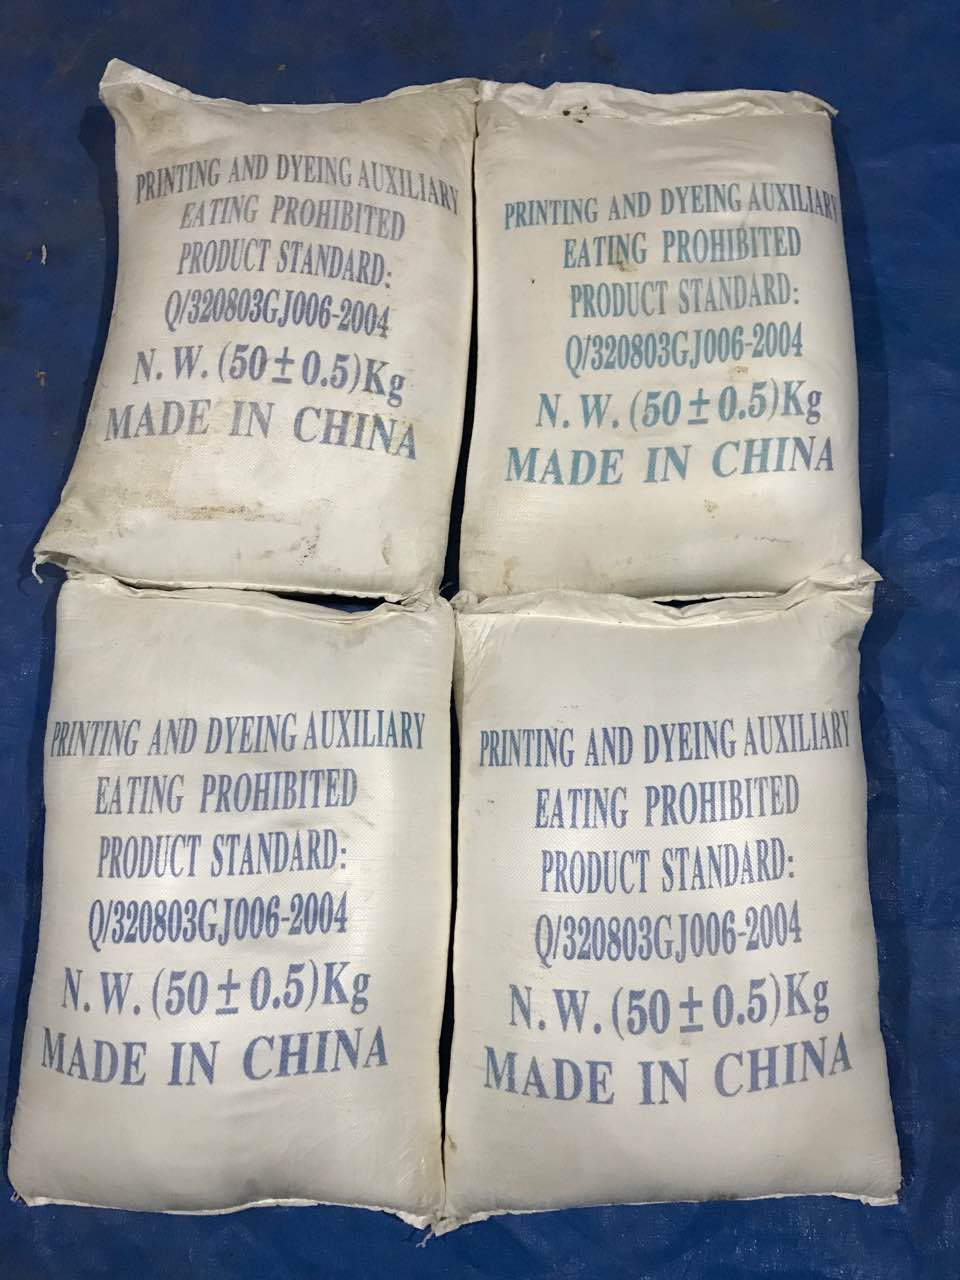 PRINTING AND DYEING AUXILIARY
EATING PROHIBITED
PRODUCT STANDARD:
Q/320803GJ006-2004
N. W. (50±0.5)Kg
MADE IN CHINA
PRINTING AND DYEING AUXILIARY
EATING PROHIBITED
PRODUCT STANDARD:
Q/320803GJ006-2004
N. W. (50±0.5)Kg
MADE IN CHINA
PRINTING AND DYEING AUXILIARY
EATING PROHIBITED
PRODUCT STANDARD:
Q/320803GJ006-2004
N. W. (50±0.5)Kg
MADE IN CHINA
PRINTING AND DYEING AUXILIARY
EATING PROHIBITED
PRODUCT STANDARD:
Q/320803GJ006-2004
N. W. (50±0.5)Kg
MADE IN CHINA